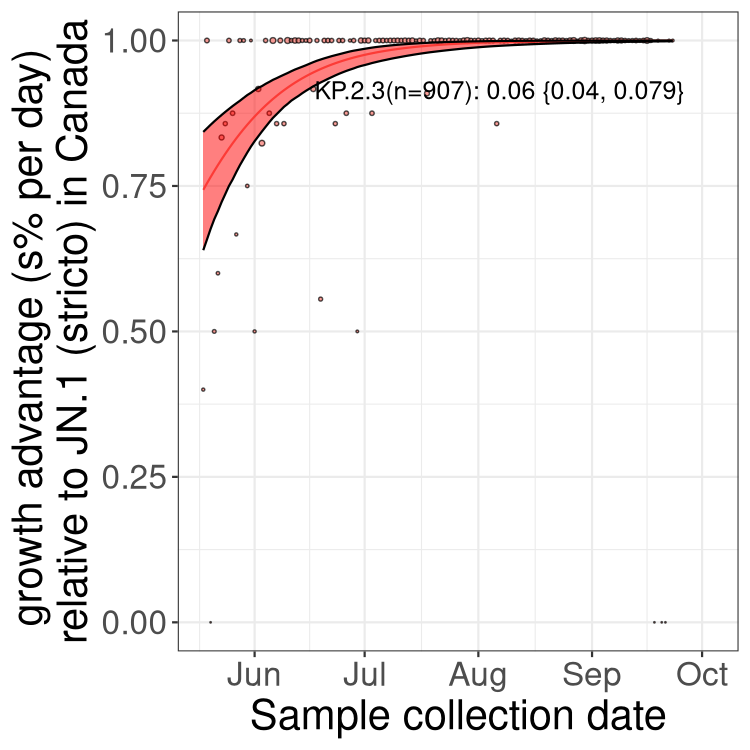 growth advantage (s% per day)
relative to JN.1 (stricto) in Canada
1.00
0.75
0.50
0.25
0.00
KP.2.3(n=907): 0.06 {0.04, 0.079}
Jun Jul Aug Sep Oct
Sample collection date